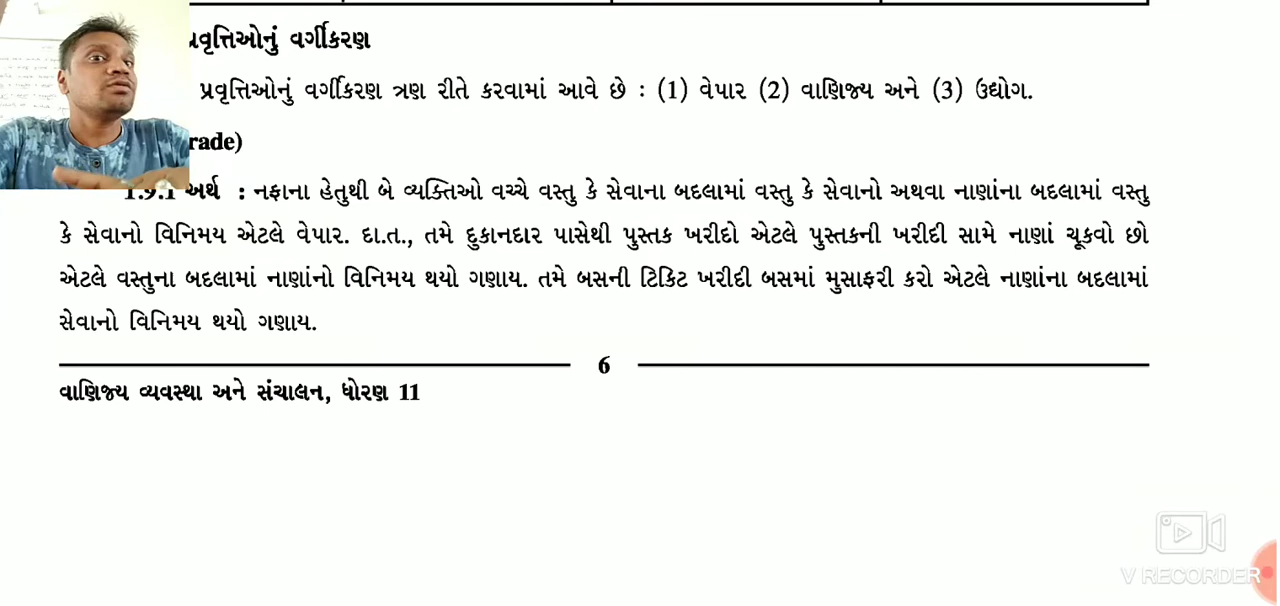 પ્રવૃત્તિઓનું વર્ગીકરણ
પ્રવૃત્તિઓનું વર્ગીકરણ ત્રણ રીતે કરવામાં આવે છે : (1) વેપાર (2) વાણિજ્ય અને (3) ઉદ્યોગ.
rade)
1.9.1 અર્થ : નફાના હેતુથી બે વ્યક્તિઓ વચ્ચે વસ્તુ કે સેવાના બદલામાં વસ્તુ કે સેવાનો અથવા નાણાંના બદલામાં વસ્તુ
કે સેવાનો વિનિમય એટલે વેપાર. દા.ત., તમે દુકાનદાર પાસેથી પુસ્તક ખરીદો એટલે પુસ્તકની ખરીદી સામે નાણાં ચૂકવો છો
એટલે વસ્તુના બદલામાં નાણાંનો વિનિમય થયો ગણાય. તમે બસની ટિકિટ ખરીદી બસમાં મુસાફરી કરો એટલે નાણાંના બદલામાં
સેવાનો વિનિમય થયો ગણાય.
6
વાણિજ્ય વ્યવસ્થા અને સંચાલન, ધોરણ 11
V RECORDER